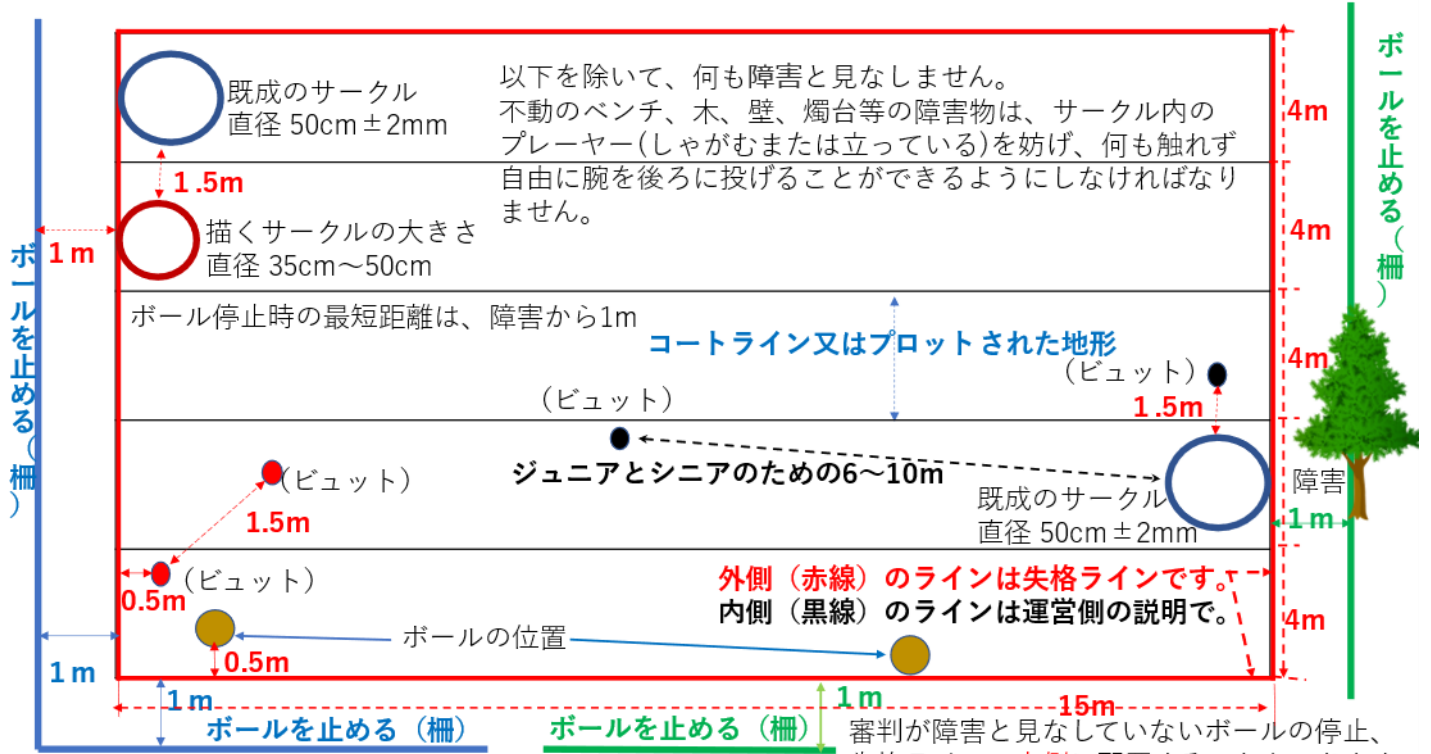 既成のサークル
直径 50cm±2mm
以下を除いて、何も障害と見なしません。
不動のベンチ、木、壁、燭台等の障害物は、サークル内の
プレーヤー(しゃがむまたは立っている)を妨げ、何も触れず
自由に腕を後ろに投げることができるようにしなければなり
ません。
4m
ボールを止める（柵）
1.5m
描くサークルの大きさ
直径 35cm～50cm
1m
4m
ボールを止める（柵）
ボール停止時の最短距離は、障害から1m
コートライン又はプロットされた地形
4m
（ビュット）
1.5m
（ビュット）
（ビュット）
ジュニアとシニアのための6～10m
既成のサークル
直径 50cm±2mm
障害
1m
1.5m
（ビュット）
0.5m
外側（赤線）のラインは失格ラインです。
内側（黒線）のラインは運営側の説明で。
4m
ボールの位置
0.5m
1m
1m
1m
15m
ボールを止める（柵）
ボールを止める（柵）
審判が障害と見なしていないボールの停止、